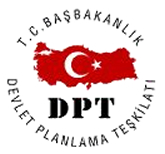 T.C. BAŞBAKANLIK
DPT
DEVLET PLANLAMA TEŞKİLATI